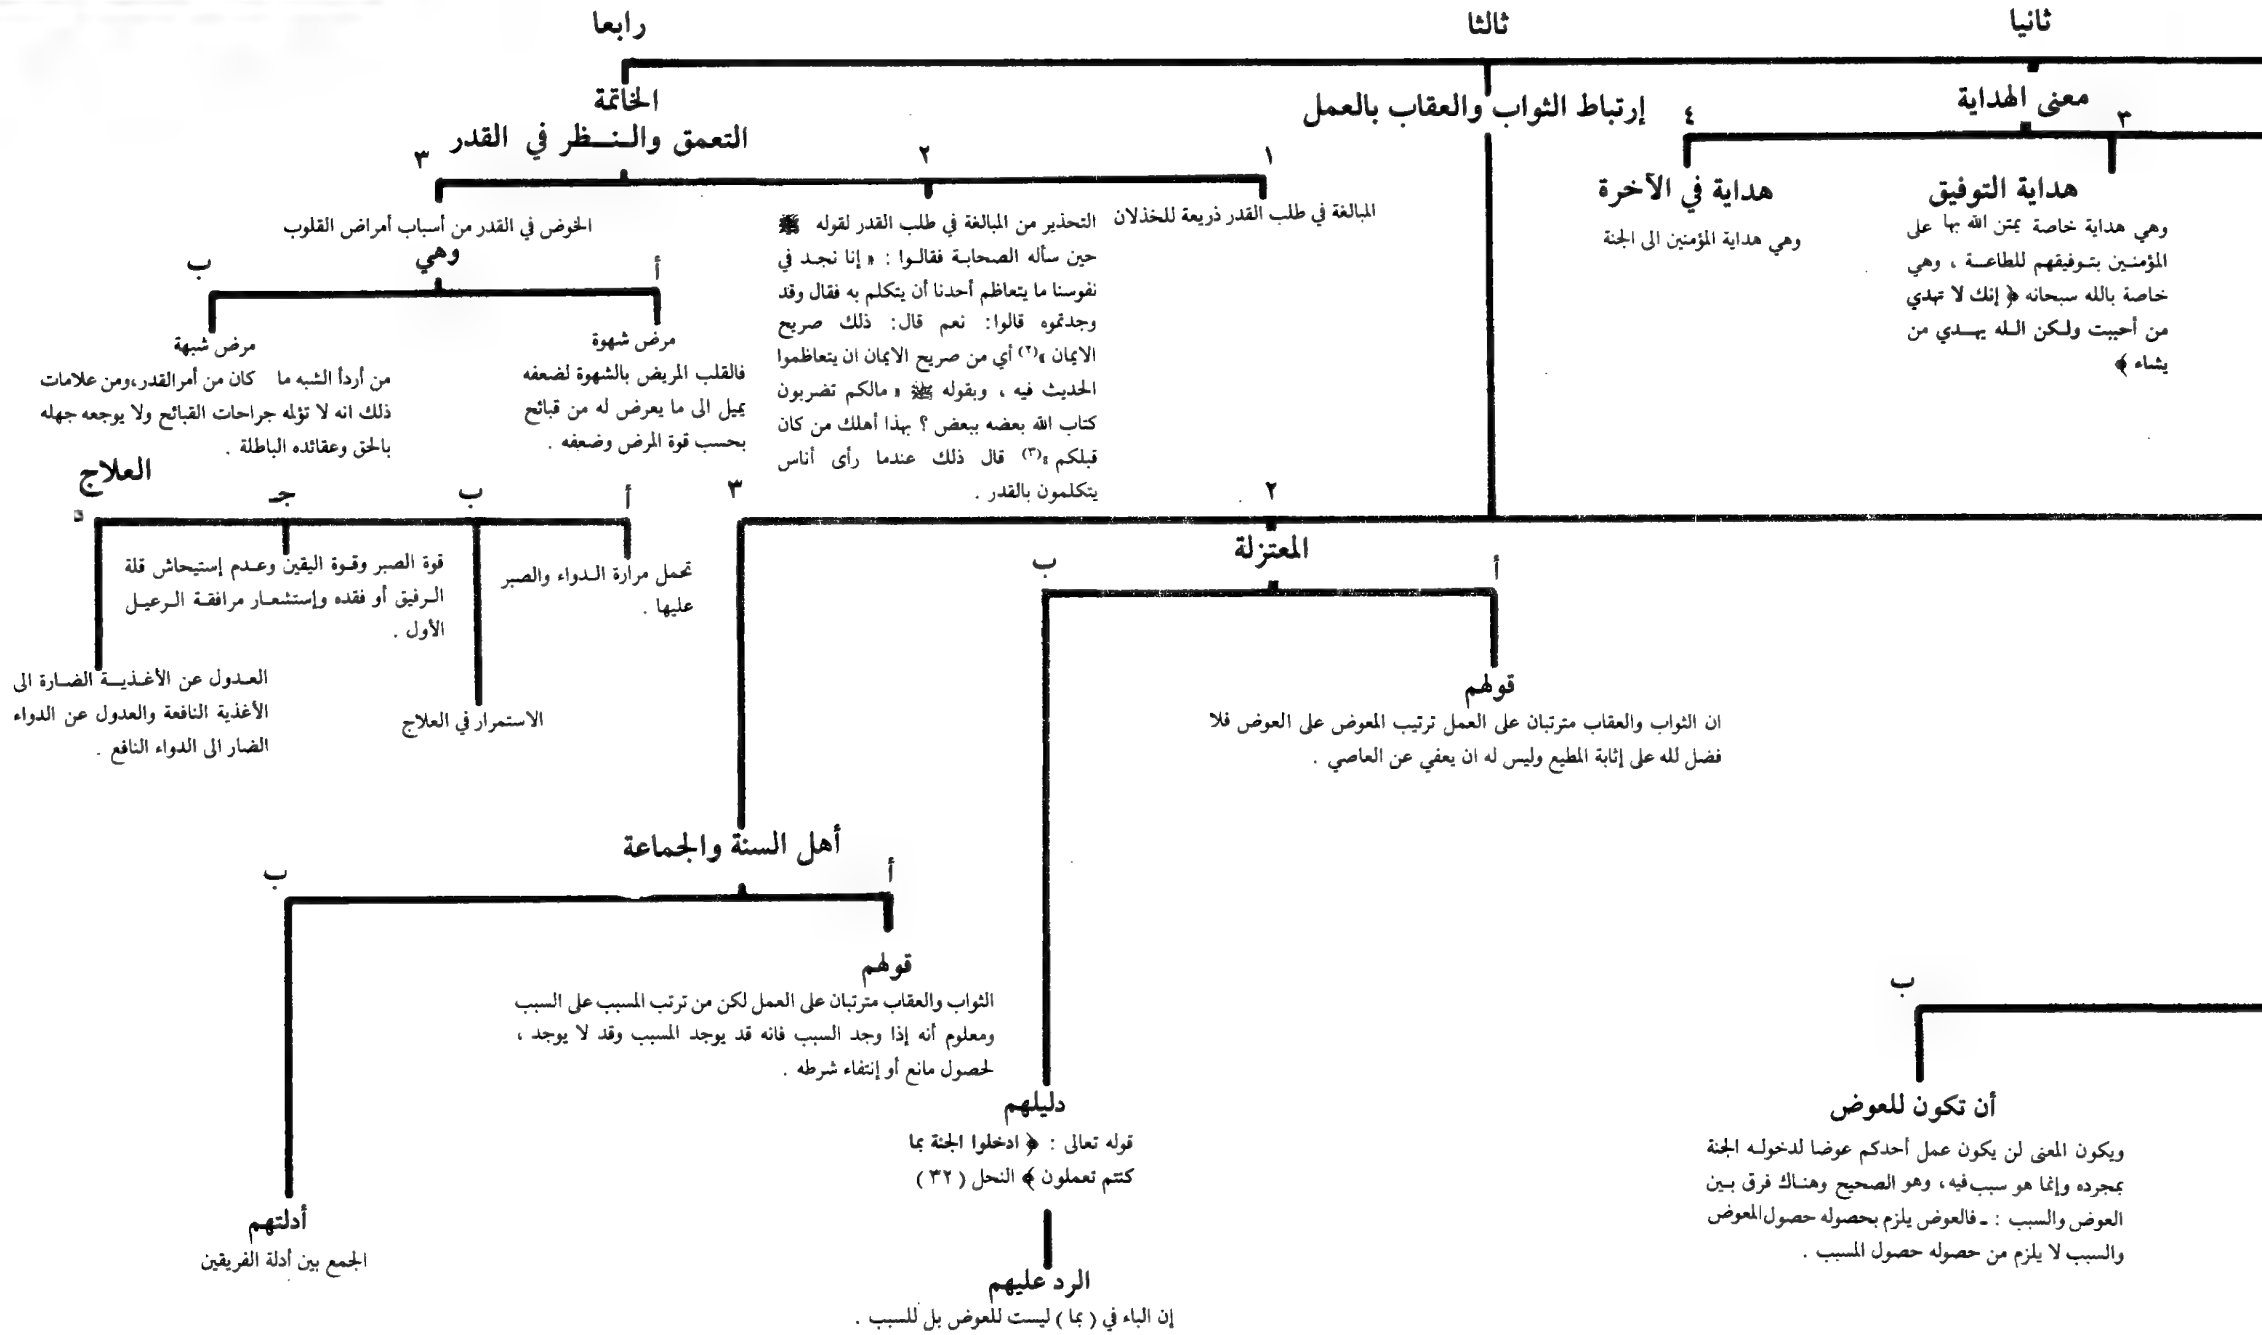 ثانيا
معنى الهداية
٣
هداية التوفيق
وهي هداية خاصة يمتن الله بها على
المؤمنين بتوفيقهم للطاعة ، وهي
خاصة بالله سبحانه ﴿ إنك لا تهدي
من أحببت ولكن الله يهدي من
يشاء ﴾
٤
هداية في الآخرة
وهي هداية المؤمنين الى الجنة
ثالثا
إرتباط الثواب والعقاب بالعمل
ب
أن تكون للعوض
ويكون المعنى لن يكون عمل أحدكم عوضا لدخوله الجنة
بمجرده وإنما هو سبب فيه ، وهو الصحيح وهناك فرق بين
العوض والسبب : ـ فالعوض يلزم بحصوله حصول المعوض
والسبب لا يلزم من حصوله حصول المسبب .
٢
المعتزلة
أ
قولهم
ان الثواب والعقاب مترتبان على العمل ترتيب المعوض على العوض فلا
فضل لله على إثابة المطيع وليس له ان يعفي عن العاصي .
ب
دليلهم
قوله تعالى : ﴿ ادخلوا الجنة بما
كنتم تعملون ﴾ النحل ( ٣٢ )
الرد عليهم
إن الباء في ( بما ) ليست للعوض بل للسبب .
٣
أهل السنة والجماعة
أ
قولهم
الثواب والعقاب مترتبان على العمل لكن من ترتب المسبب على السبب
ومعلوم أنه إذا وجد السبب فانه قد يوجد المسبب وقد لا يوجد ،
لحصول مانع أو إنتفاء شرطه .
ب
أدلتهم
الجمع بين أدلة الفريقين
رابعا
الخاتمة
التعمق والنظر في القدر
١
المبالغة في طلب القدر ذريعة للخذلان
٢
التحذير من المبالغة في طلب القدر لقوله ﷺ
حين سأله الصحابة فقالوا : « إنا نجد في
نفوسنا ما يتعاظم أحدنا أن يتكلم به فقال وقد
وجدتموه قالوا : نعم قال : ذلك صريح
الايمان »(٢) أي من صريح الايمان ان يتعاظموا
الحديث فيه ، وبقوله ﷺ « مالكم تضربون
كتاب الله بعضه ببعض ؟ بهذا أهلك من كان
قبلكم »(٣) قال ذلك عندما رأى أناس
يتكلمون بالقدر .
٣
الخوض في القدر من أسباب أمراض القلوب
وهي
أ
مرض شهوة
فالقلب المريض بالشهوة لضعفه
يميل الى ما يعرض له من قبائح
بحسب قوة المرض وضعفه .
ب
مرض شبهة
من أردأ الشبه ما كان من أمر القدر ،ومن علامات
ذلك انه لا تؤلمه جراحات القبائح ولا يوجعه جهله
بالحق وعقائده الباطلة .
العلاج
أ
تحمل مرارة الدواء والصبر
عليها .
ب
الاستمرار في العلاج
جـ
قوة الصبر وقوة اليقين وعدم إستيحاش قلة
الرفيق أو فقده وإستشعار مرافقة الرعيل
الأول .
العدول عن الأغذية الضارة الى
الأغذية النافعة والعدول عن الدواء
الضار الى الدواء النافع .